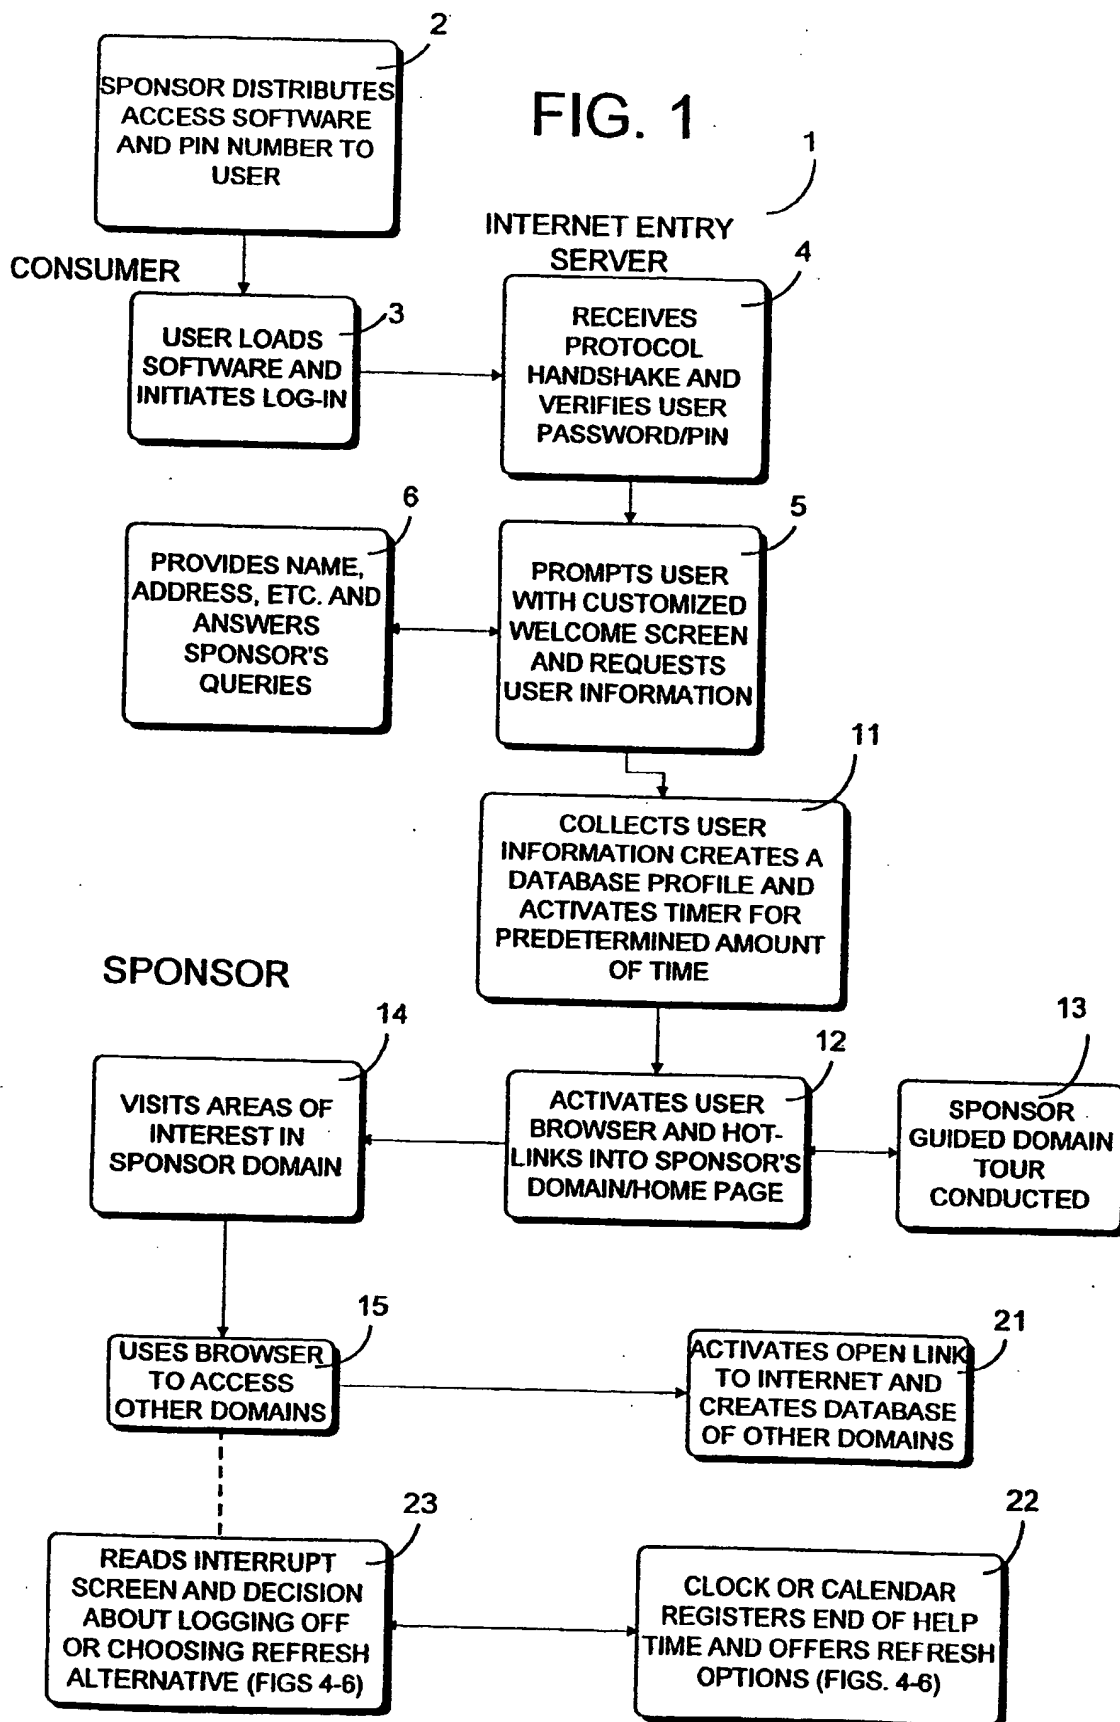 2
SPONSOR DISTRIBUTES
ACCESS SOFTWARE
AND PIN NUMBER TO
USER
FIG. 1
1
INTERNET ENTRY
SERVER
CONSUMER
3
USER LOADS
SOFTWARE AND
INITIATES LOG-IN
4
RECEIVES
PROTOCOL
HANDSHAKE AND
VERIFIES USER
PASSWORD/PIN
6
PROVIDES NAME,
ADDRESS, ETC. AND
ANSWERS
SPONSOR'S
QUERIES
5
PROMPTS USER
WITH CUSTOMIZED
WELCOME SCREEN
AND REQUESTS
USER INFORMATION
11
COLLECTS USER
INFORMATION CREATES A
DATABASE PROFILE AND
ACTIVATES TIMER FOR
PREDETERMINED AMOUNT
OF TIME
SPONSOR
14
VISITS AREAS OF
INTEREST IN
SPONSOR DOMAIN
12
ACTIVATES USER
BROWSER AND HOT-
LINKS INTO SPONSOR'S
DOMAIN/HOME PAGE
13
SPONSOR
GUIDED DOMAIN
TOUR
CONDUCTED
15
USES BROWSER
TO ACCESS
OTHER DOMAINS
21
ACTIVATES OPEN LINK
TO INTERNET AND
CREATES DATABASE
OF OTHER DOMAINS
23
READS INTERRUPT
SCREEN AND DECISION
ABOUT LOGGING OFF
OR CHOOSING REFRESH
ALTERNATIVE (FIGS 4-6)
22
CLOCK OR CALENDAR
REGISTERS END OF HELP
TIME AND OFFERS REFRESH
OPTIONS (FIGS. 4-6)